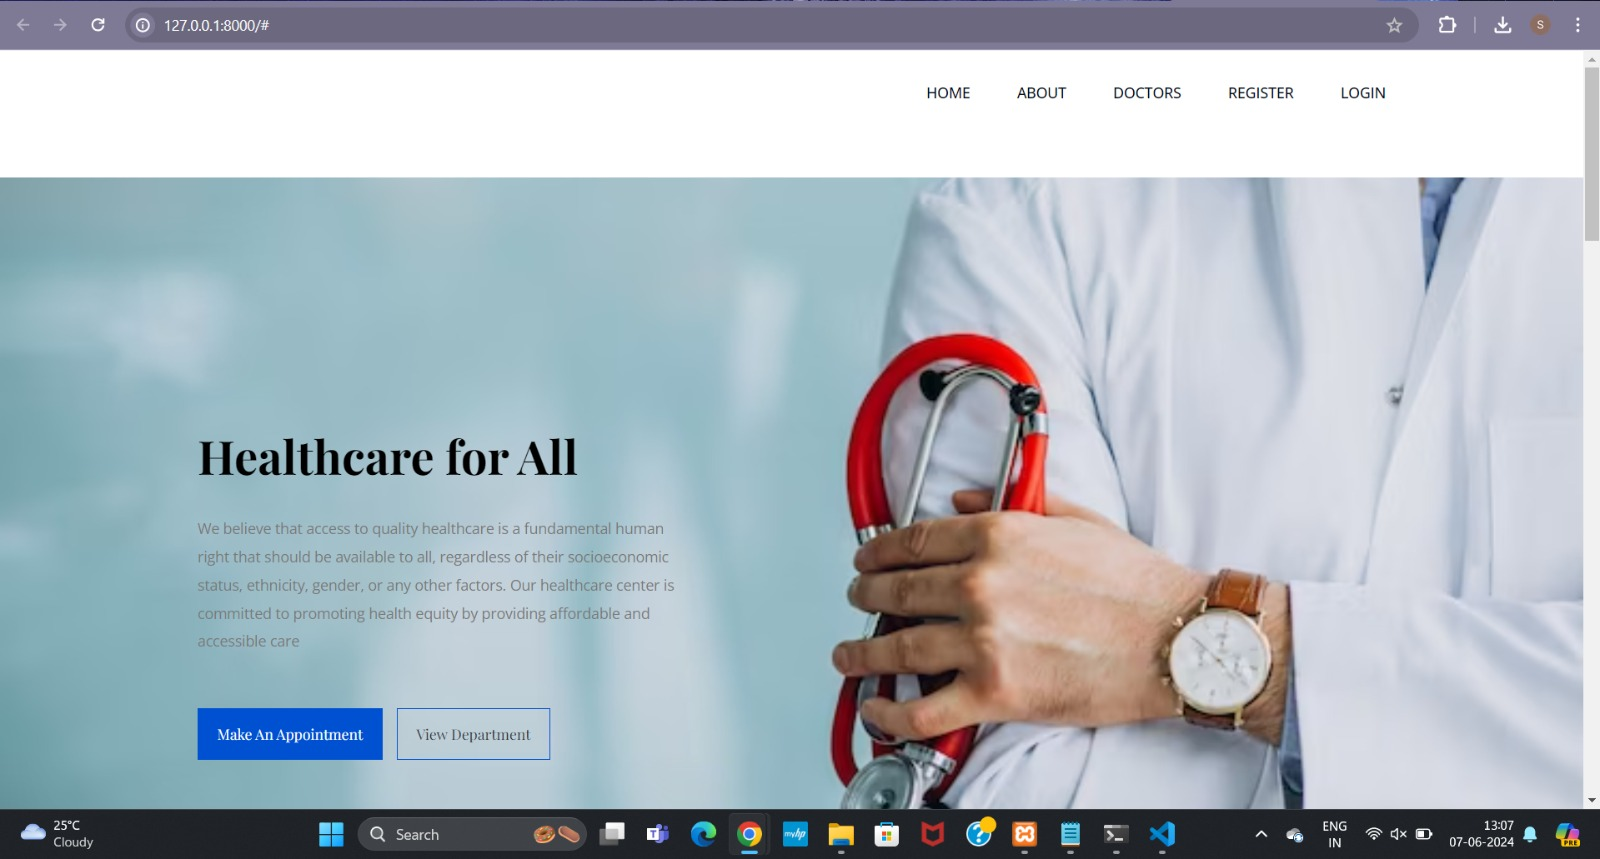 127.0.0.1:8000/#
S
HOME ABOUT DOCTORS REGISTER LOGIN
Healthcare for All
We believe that access to quality healthcare is a fundamental human
right that should be available to all, regardless of their socioeconomic
status, ethnicity, gender, or any other factors. Our healthcare center is
committed to promoting health equity by providing affordable and
accessible care
Make An Appointment View Department
25°C
Cloudy
Search
myhp
ENG
IN
13:07
07-06-2024
PRE